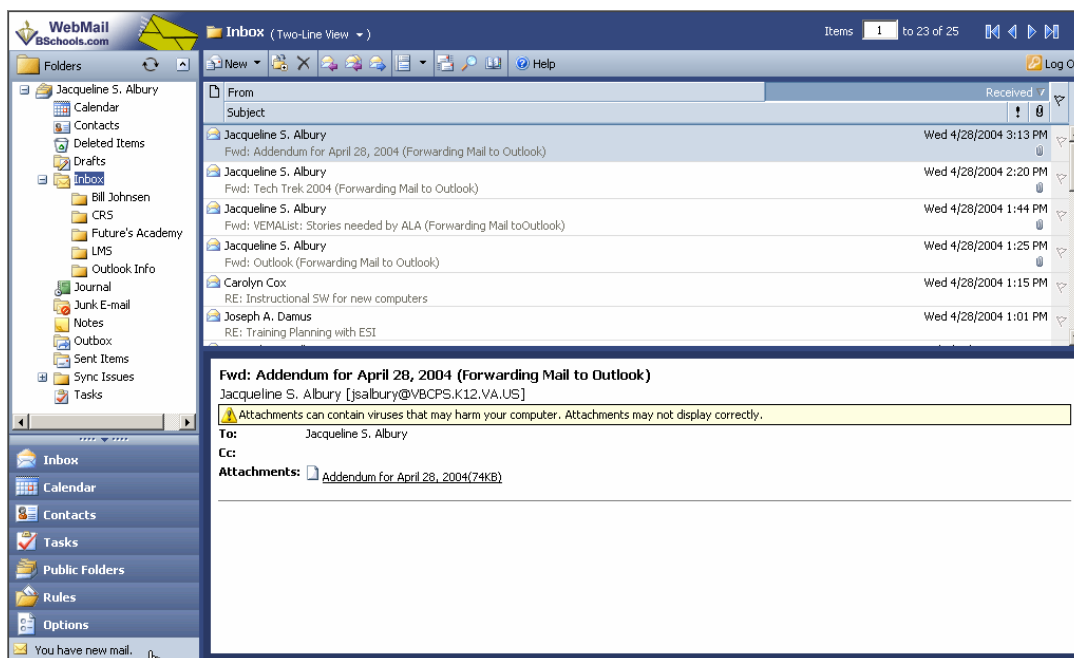 WebMail
BSchools.com
Inbox (Two-Line View)
Items 1 to 23 of 25
Folders
New
Help
Log O
Jacqueline S. Albury
Calendar
Contacts
Deleted Items
Drafts
Inbox
Bill Johnsen
CRS
Future's Academy
LMS
Outlook Info
Journal
Junk E-mail
Notes
Outbox
Sent Items
Sync Issues
Tasks
Inbox
Calendar
Contacts
Tasks
Public Folders
Rules
Options
You have new mail.
From Received
Subject !
Jacqueline S. Albury Wed 4/28/2004 3:13 PM
Fwd: Addendum for April 28, 2004 (Forwarding Mail to Outlook)
Jacqueline S. Albury Wed 4/28/2004 2:20 PM
Fwd: Tech Trek 2004 (Forwarding Mail to Outlook)
Jacqueline S. Albury Wed 4/28/2004 1:44 PM
Fwd: VEMAList: Stories needed by ALA (Forwarding Mail toOutlook)
Jacqueline S. Albury Wed 4/28/2004 1:25 PM
Fwd: Outlook (Forwarding Mail to Outlook)
Carolyn Cox Wed 4/28/2004 1:15 PM
RE: Instructional SW for new computers
Joseph A. Damus Wed 4/28/2004 1:01 PM
RE: Training Planning with ESI
Fwd: Addendum for April 28, 2004 (Forwarding Mail to Outlook)
Jacqueline S. Albury [jsalbury@VBCPS.K12.VA.US]
Attachments can contain viruses that may harm your computer. Attachments may not display correctly.
To: Jacqueline S. Albury
Cc:
Attachments: Addendum for April 28, 2004(74KB)